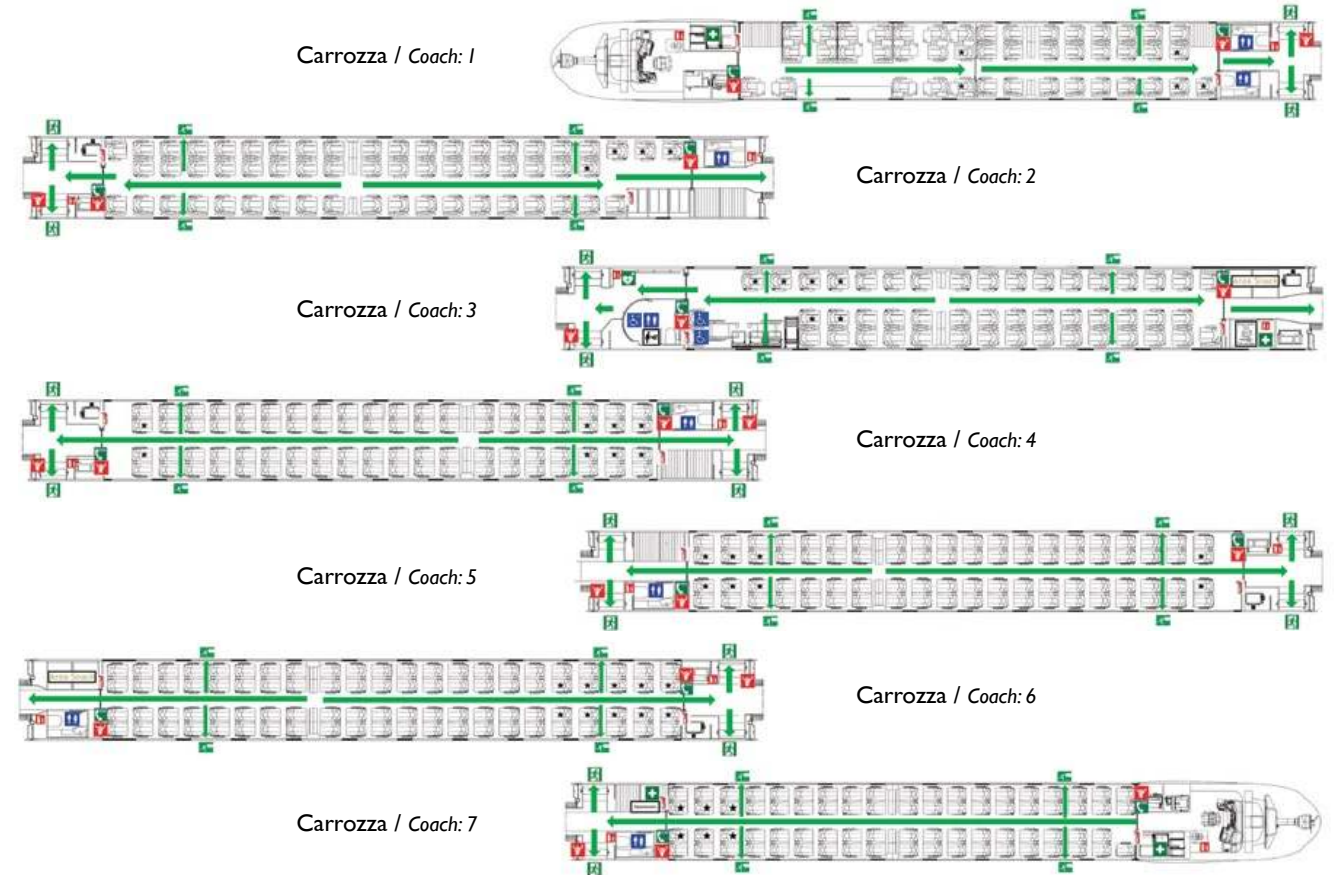 Carrozza / Coach: 1
Carrozza / Coach: 2
Carrozza / Coach: 3
Carrozza / Coach: 4
Carrozza / Coach: 5
Carrozza / Coach: 6
Carrozza / Coach: 7